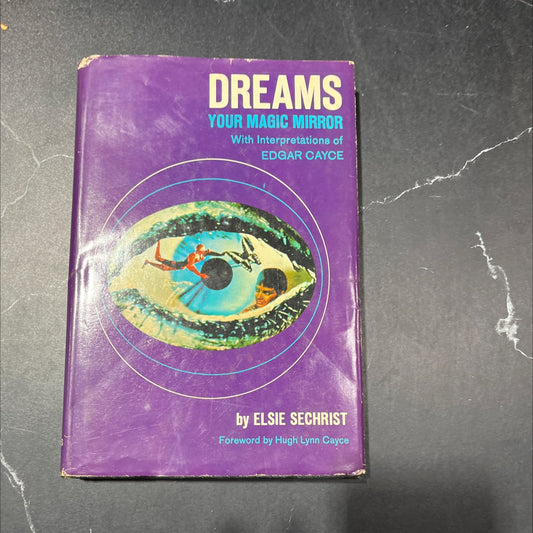 DREAMS
YOUR MAGIC MIRROR
With Interpretations of
EDGAR CAYCE
by ELSIE SECHRIST
Foreword by Hugh Lynn Cayce